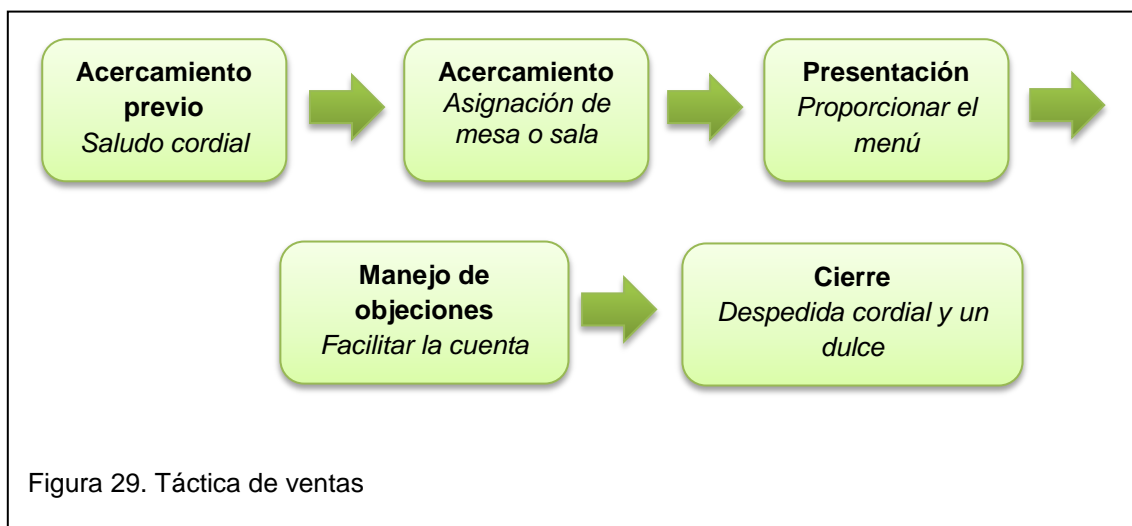 Acercamiento
previo
Saludo cordial
Acercamiento
Asignación de
mesa o sala
Presentación
Proporcionar el
menú
Manejo de
objeciones
Facilitar la cuenta
Cierre
Despedida cordial y un
dulce
Figura 29. Táctica de ventas